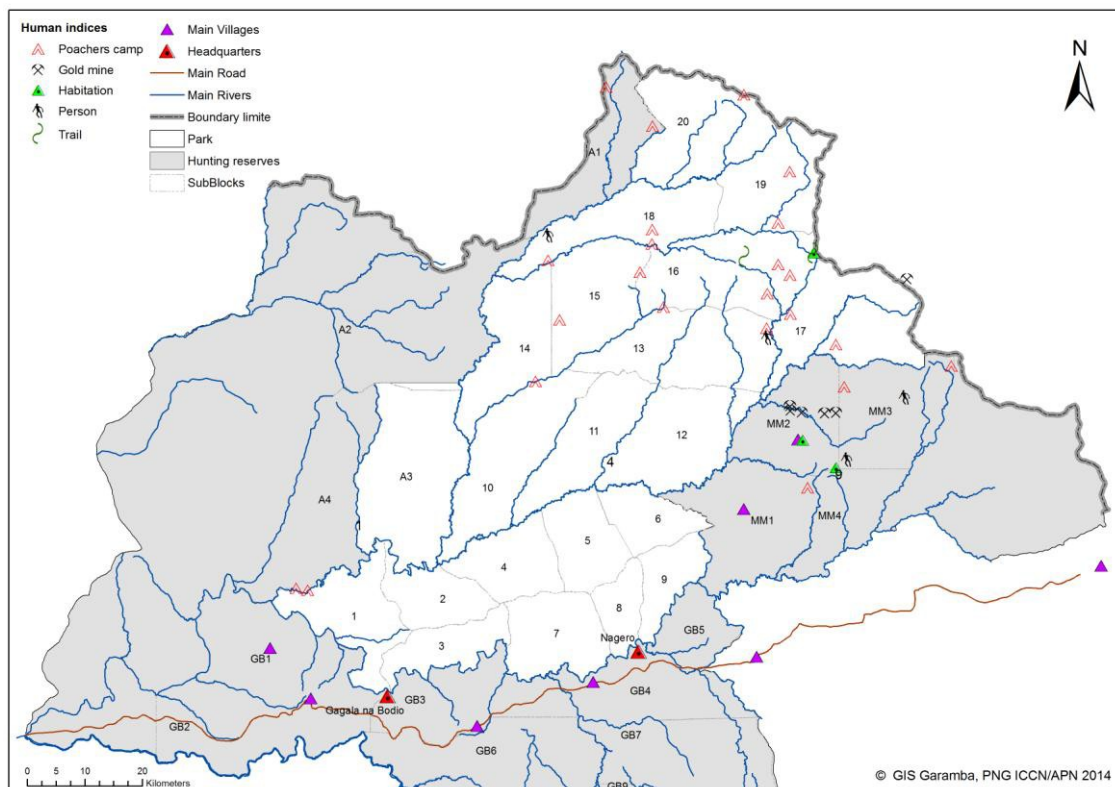 Human indices
Poachers camp
Gold mine
Habitation
Person
Trail
Main Villages
Headquarters
Main Road
Main Rivers
Boundary limite
Park
Hunting reserves
SubBlocks
N
20
A1
19
18
16
15
17
A2
14
13
MM3
MM2
11
12
4
A3
10
A4
MM1
MM4
6
5
4
9
2
1
8
7
3
Nagero
GB5
GB1
GB4
GB3
Gagala na Bodio
GB2
GB6
GB7
GB9
0 5 10 20
Kilometers
© GIS Garamba, PNG ICCN/APN 2014